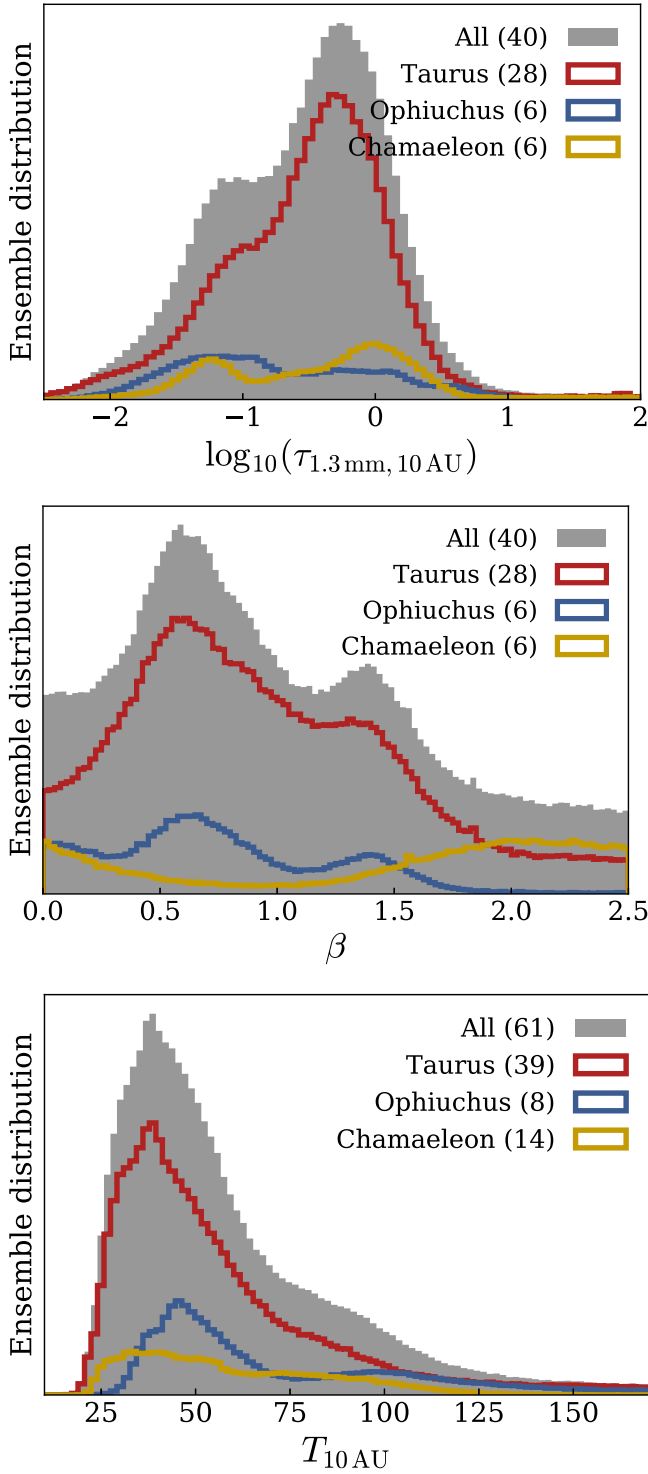 Ensemble distribution
All (40)
Taurus (28)
Ophiuchus (6)
Chamaeleon (6)
−2 −1 0 1 2
log₁₀(τ₁.₃ ₘₘ, ₁₀ AU)
Ensemble distribution
All (40)
Taurus (28)
Ophiuchus (6)
Chamaeleon (6)
0.0 0.5 1.0 1.5 2.0 2.5
β
Ensemble distribution
All (61)
Taurus (39)
Ophiuchus (8)
Chamaeleon (14)
25 50 75 100 125 150
T₁₀ AU